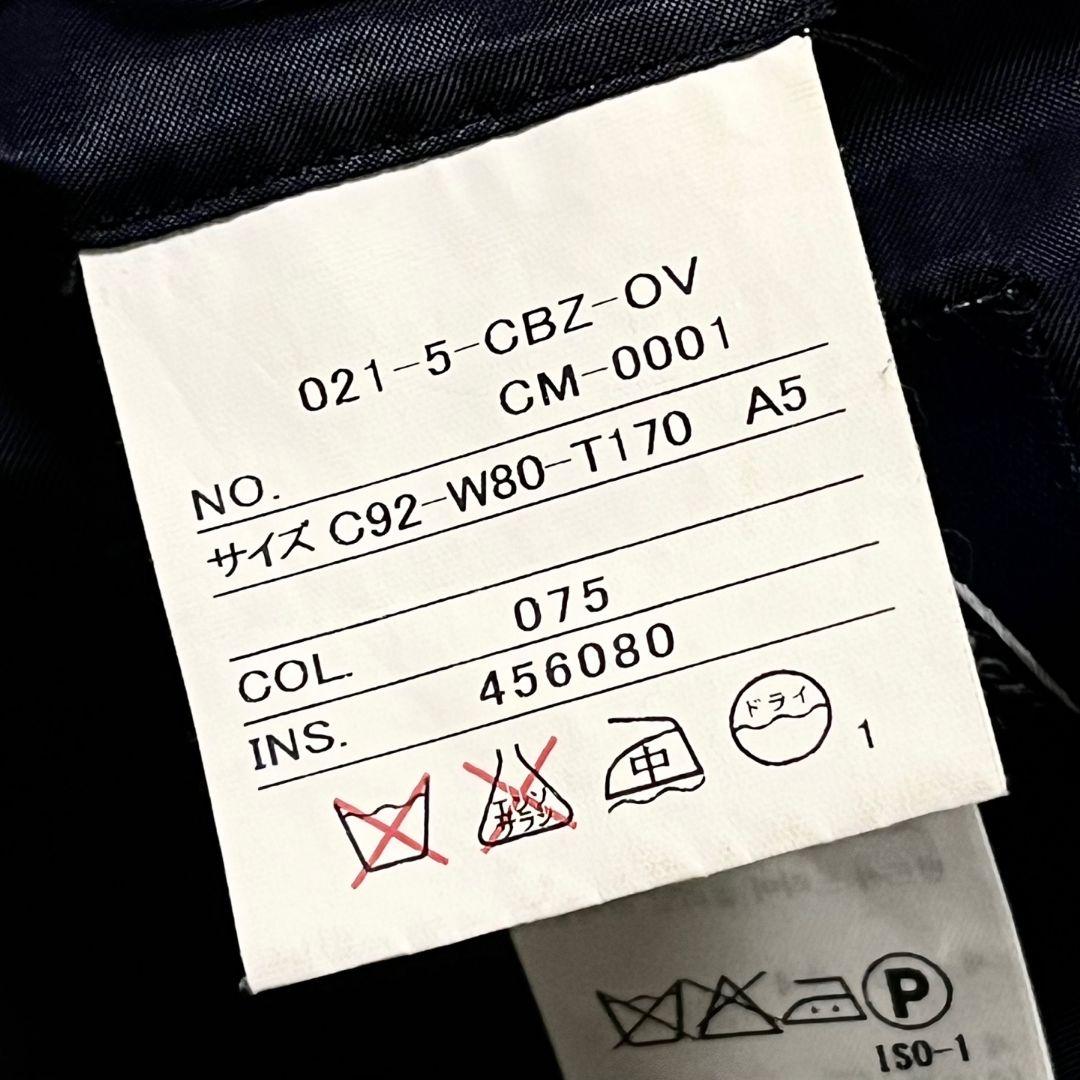 021-5-CBZ-OV
CM-0001
NO.
サイズ C92-W80-T170 A5
075
COL.
456080
INS.
エンソ
サラシ
中
ドライ
1
P
ISO-1